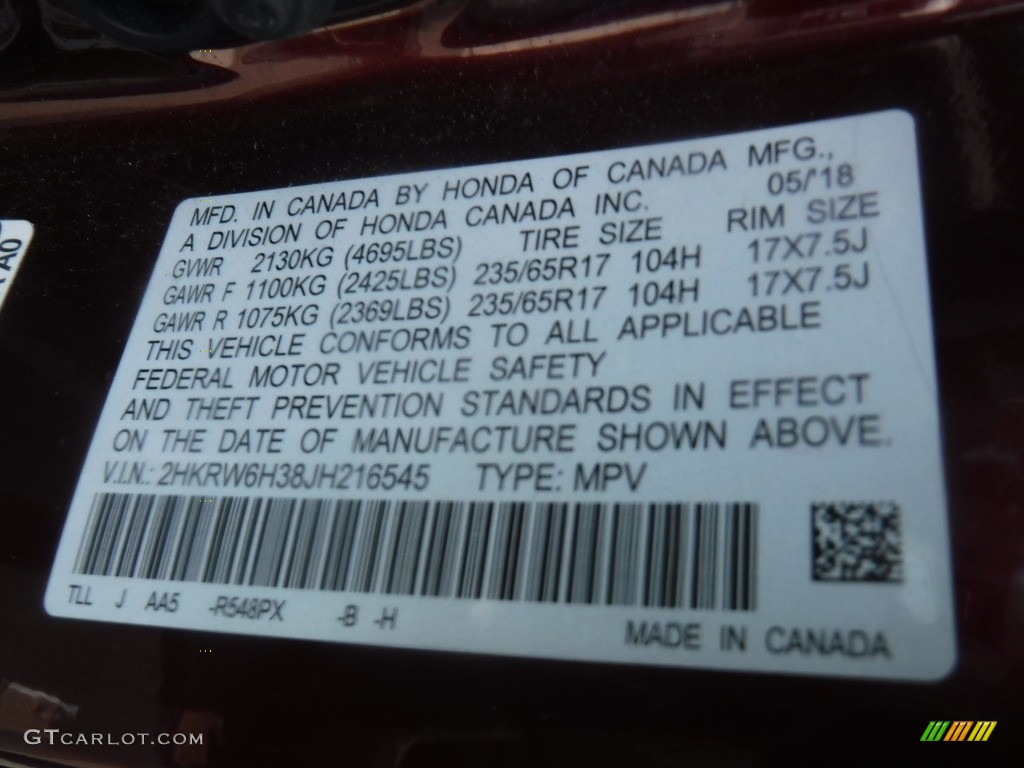 MFD. IN CANADA BY HONDA OF CANADA MFG.,
A DIVISION OF HONDA CANADA INC. 05/'18
GVWR 2130KG (4695LBS) TIRE SIZE RIM SIZE
GAWR F 1100KG (2425LBS) 235/65R17 104H 17X7.5J
GAWR R 1075KG (2369LBS) 235/65R17 104H 17X7.5J
THIS VEHICLE CONFORMS TO ALL APPLICABLE
FEDERAL MOTOR VEHICLE SAFETY
AND THEFT PREVENTION STANDARDS IN EFFECT
ON THE DATE OF MANUFACTURE SHOWN ABOVE.
V.I.N.: 2HKRW6H38JH216545 TYPE: MPV
TLL J AA5 -R548PX -B -H
MADE IN CANADA
GTCARLOT.COM